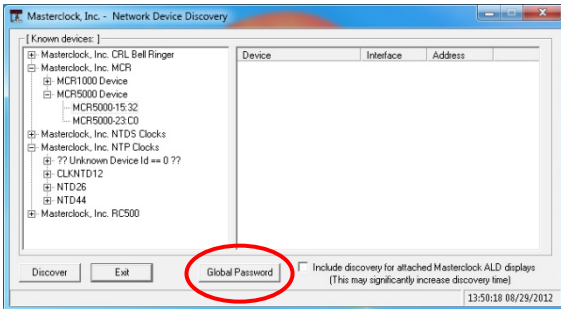 Masterclock, Inc. - Network Device Discovery
[ Known devices: ]
Masterclock, Inc. CRL Bell Ringer
Masterclock, Inc. MCR
MCR1000 Device
MCR5000 Device
MCR5000-15:32
MCR5000-23:C0
Masterclock, Inc. NTDS Clocks
Masterclock, Inc. NTP Clocks
?? Unknown Device Id == 0 ??
CLKNTD12
NTD26
NTD44
Masterclock, Inc. RC500
Device Interface Address
Discover Exit Global Password
Include discovery for attached Masterclock ALD displays
(This may significantly increase discovery time)
13:50:18 08/29/2012